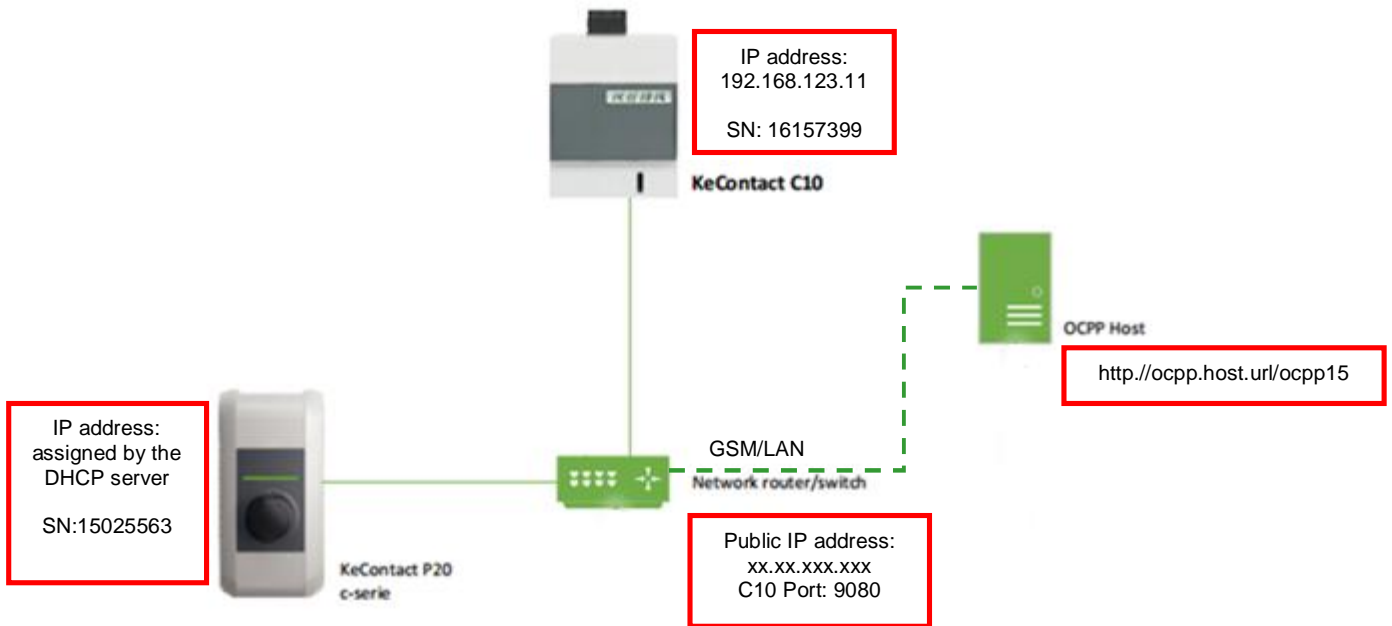 IP address:
192.168.123.11
SN: 16157399
KeContact C10
OCPP Host
http.//ocpp.host.url/ocpp15
IP address:
assigned by the
DHCP server
SN:15025563
KeContact P20
c-serie
GSM/LAN
Network router/switch
Public IP address:
xx.xx.xxx.xxx
C10 Port: 9080